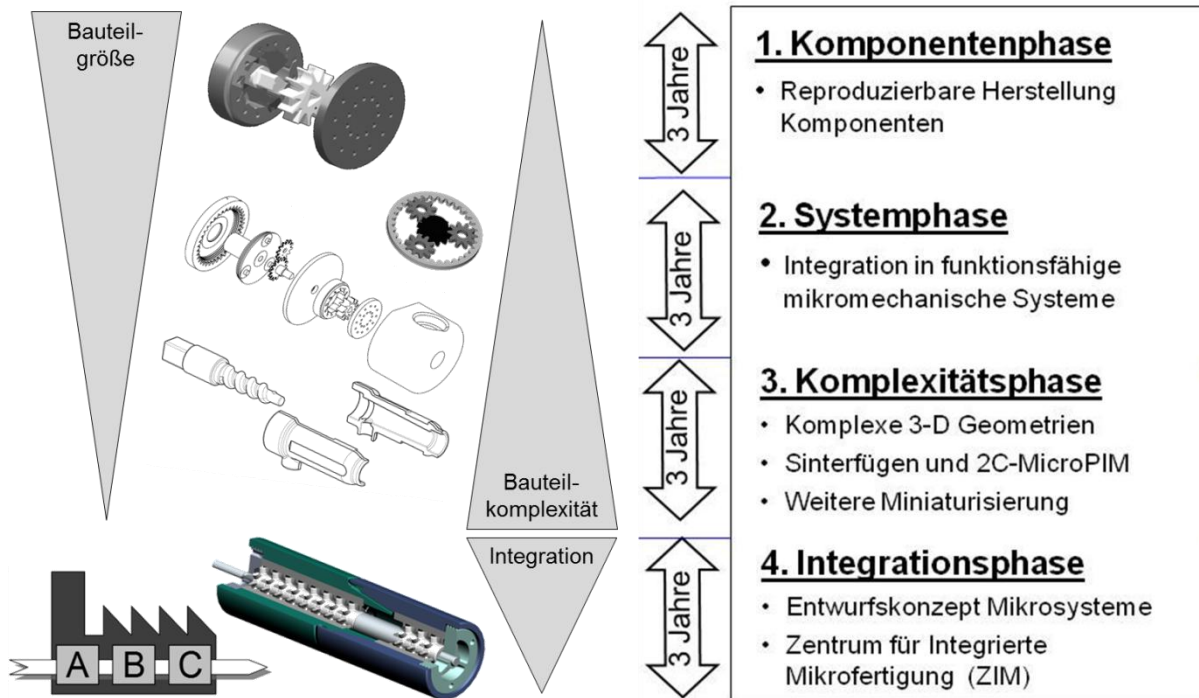 Bauteil-
größe
Bauteil-
komplexität
Integration
A B C
3 Jahre
1. Komponentenphase
• Reproduzierbare Herstellung
Komponenten
3 Jahre
2. Systemphase
• Integration in funktionsfähige
mikromechanische Systeme
3 Jahre
3. Komplexitätsphase
• Komplexe 3-D Geometrien
• Sinterfügen und 2C-MicroPIM
• Weitere Miniaturisierung
3 Jahre
4. Integrationsphase
• Entwurfskonzept Mikrosysteme
• Zentrum für Integrierte
Mikrofertigung (ZIM)